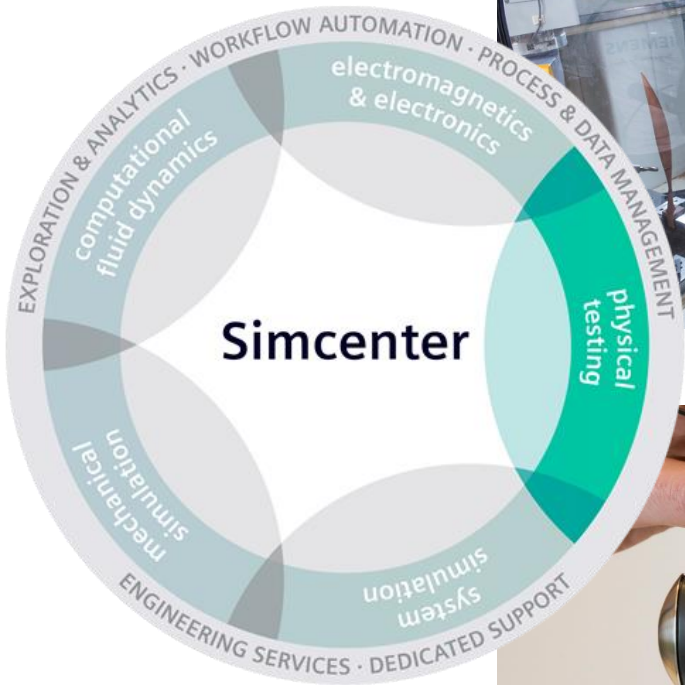 EXPLORATION & ANALYTICS · WORKFLOW AUTOMATION · PROCESS & DATA MANAGEMENT
electromagnetics
& electronics
computational
fluid dynamics
Simcenter
physical
testing
mechanical
simulation
system
simulation
ENGINEERING SERVICES · DEDICATED SUPPORT